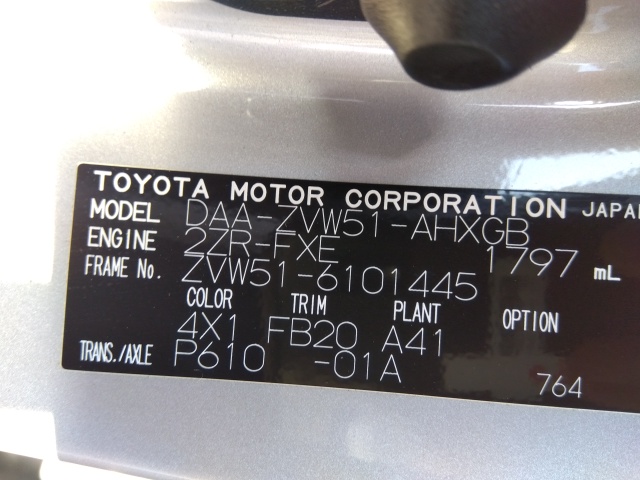 TOYOTA MOTOR CORPORATION JAPAN
MODEL DAA-ZVW51-AHXGB
ENGINE 2ZR-FXE 1797 mL
FRAME No. ZVW51-6101445
COLOR TRIM PLANT OPTION
4X1 FB20 A41
TRANS./AXLE P610 -01A
764